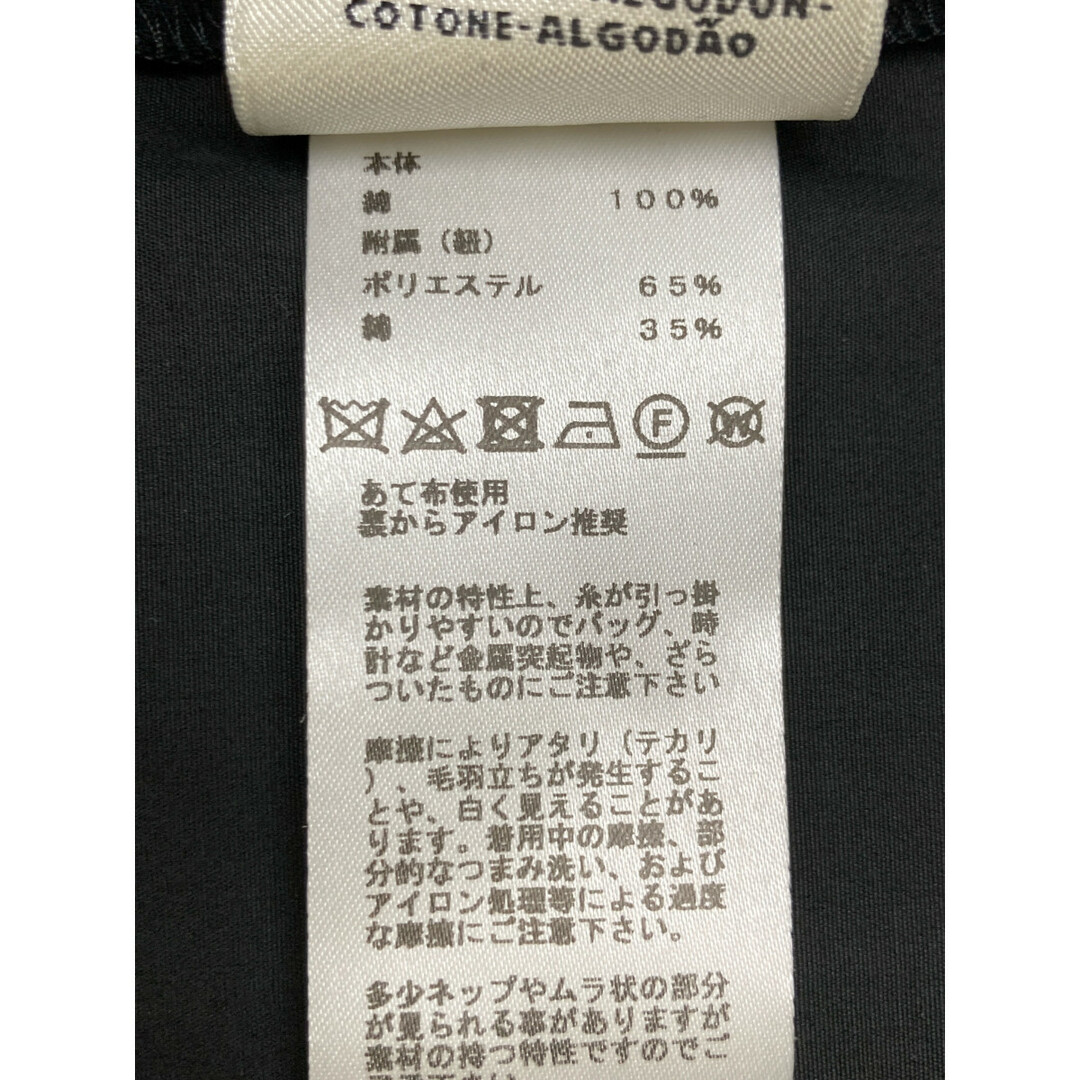 COTONE-ALGODÃO
本体
綿 100%
附属（紐）
ポリエステル 65%
綿 35%
F
W
あて布使用
裏からアイロン推奨
素材の特性上、糸が引っ掛
かりやすいのでバッグ、時
計など金属突起物や、ざら
ついたものにご注意下さい
摩擦によりアタリ（テカリ
）、毛羽立ちが発生するこ
とや、白く見えることがあ
ります。着用中の摩擦、部
分的なつまみ洗い、および
アイロン処理等による過度
な摩擦にご注意下さい。
多少ネップやムラ状の部分
が見られる事がありますが
素材の持つ特性ですのでご